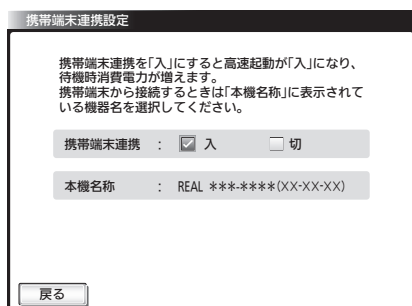 携帯端末連携設定
携帯端末連携を「入」にすると高速起動が「入」になり、
待機時消費電力が増えます。
携帯端末から接続するときは「本機名称」に表示されて
いる機器名を選択してください。
携帯端末連携 : 入 切
本機名称 : REAL ***-****(XX-XX-XX)
戻る